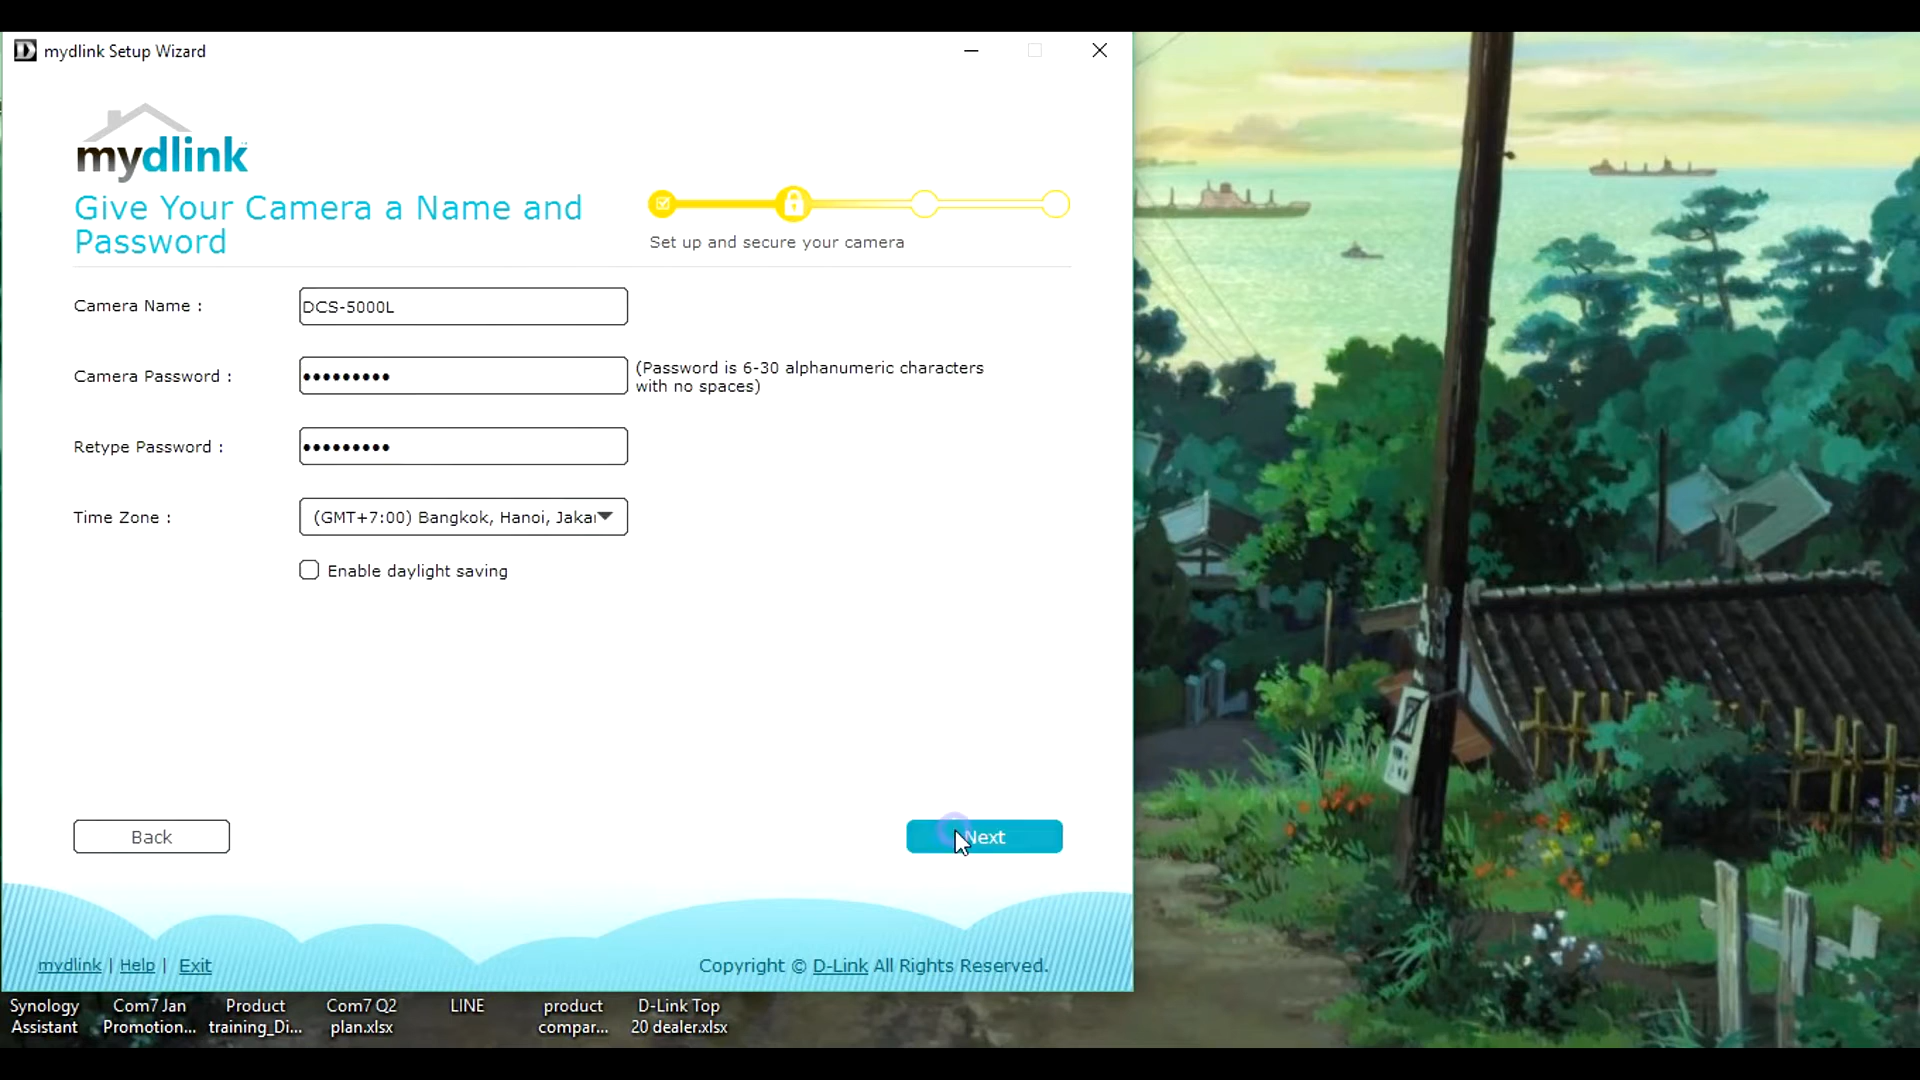 mydlink Setup Wizard
mydlink
Give Your Camera a Name and
Password
Set up and secure your camera
Camera Name :
DCS-5000L
Camera Password :
•••••••••
(Password is 6-30 alphanumeric characters
with no spaces)
Retype Password :
•••••••••
Time Zone :
(GMT+7:00) Bangkok, Hanoi, Jakar
Enable daylight saving
Back
Next
mydlink | Help | Exit
Copyright © D-Link All Rights Reserved.
Synology
Assistant
Com7 Jan
Promotion...
Product
training_Di...
Com7 Q2
plan.xlsx
LINE
product
compar...
D-Link Top
20 dealer.xlsx